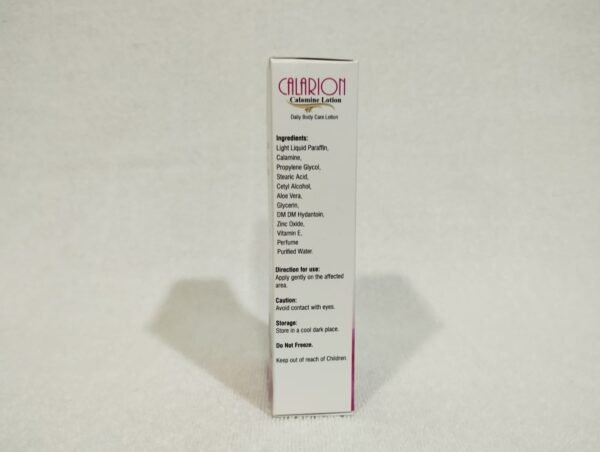 CALARION
Calamine Lotion
Daily Body Care Lotion
Ingredients:
Light Liquid Paraffin,
Calamine,
Propylene Glycol,
Stearic Acid,
Cetyl Alcohol,
Aloe Vera,
Glycerin,
DM DM Hydantoin,
Zinc Oxide,
Vitamin E,
Perfume
Purified Water.
Direction for use:
Apply gently on the affected
area.
Caution:
Avoid contact with eyes.
Storage:
Store in a cool dark place.
Do Not Freeze.
Keep out of reach of Children.